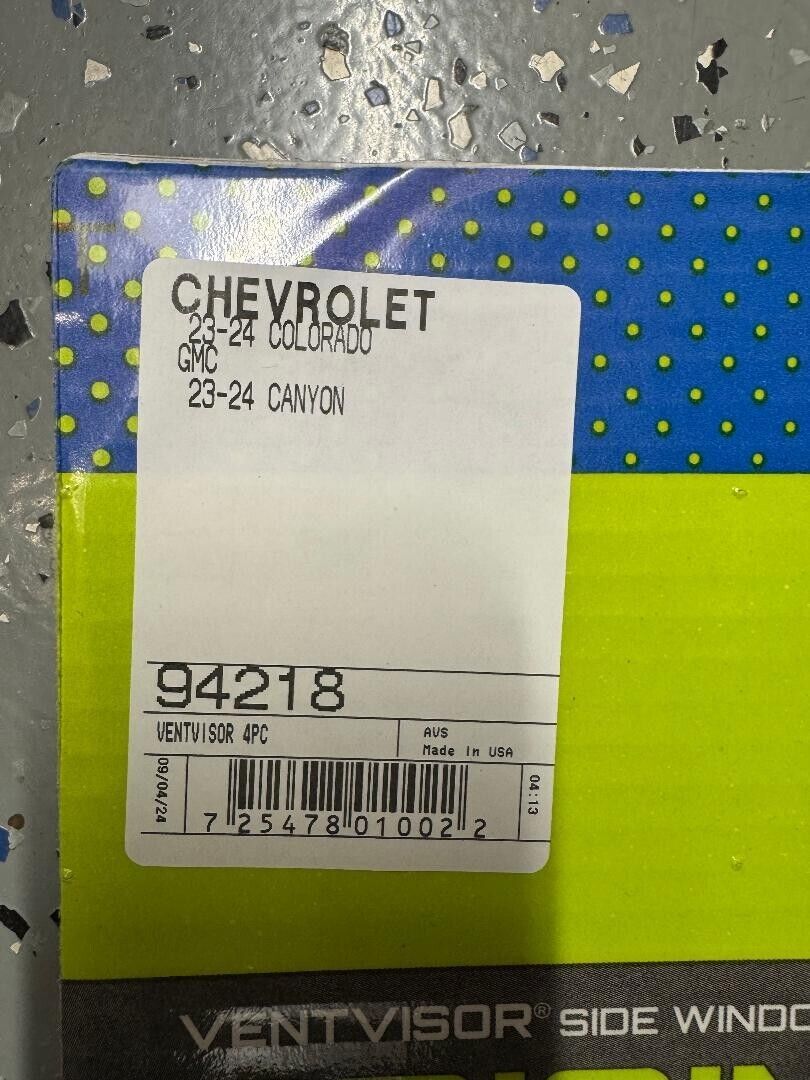 CHEVROLET
23-24 COLORADO
GMC
23-24 CANYON
94218
VENTVISOR 4PC
AVS
Made in USA
09/04/24
04:13
7 25478 01002 2
VENTVISOR® SIDE